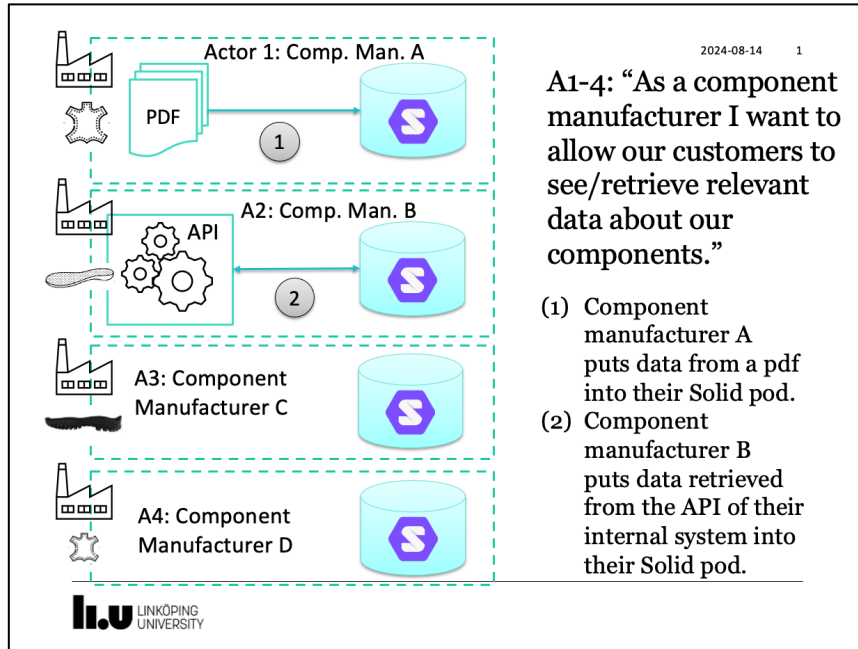 Actor 1: Comp. Man. A
PDF
1
A2: Comp. Man. B
API
2
A3: Component
Manufacturer C
A4: Component
Manufacturer D
2024-08-14 1
A1-4: “As a component
manufacturer I want to
allow our customers to
see/retrieve relevant
data about our
components.”
(1) Component
manufacturer A
puts data from a pdf
into their Solid pod.
(2) Component
manufacturer B
puts data retrieved
from the API of their
internal system into
their Solid pod.
li.u LINKÖPING
UNIVERSITY